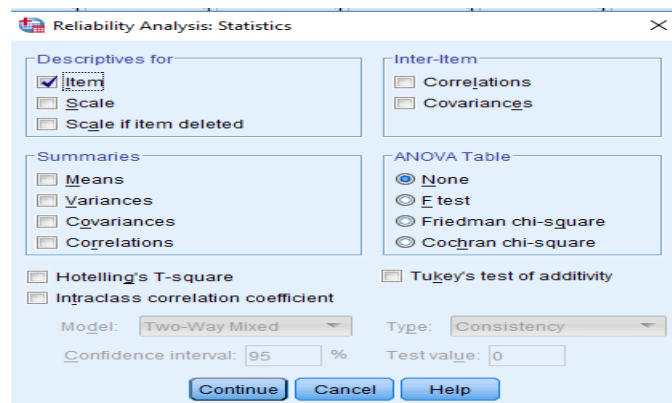 Reliability Analysis: Statistics
Descriptives for
Item
Scale
Scale if item deleted
Inter-Item
Correlations
Covariances
Summaries
Means
Variances
Covariances
Correlations
ANOVA Table
None
F test
Friedman chi-square
Cochran chi-square
Hotelling's T-square
Tukey's test of additivity
Intraclass correlation coefficient
Model: Two-Way Mixed Type: Consistency
Confidence interval: 95 % Test value: 0
Continue Cancel Help